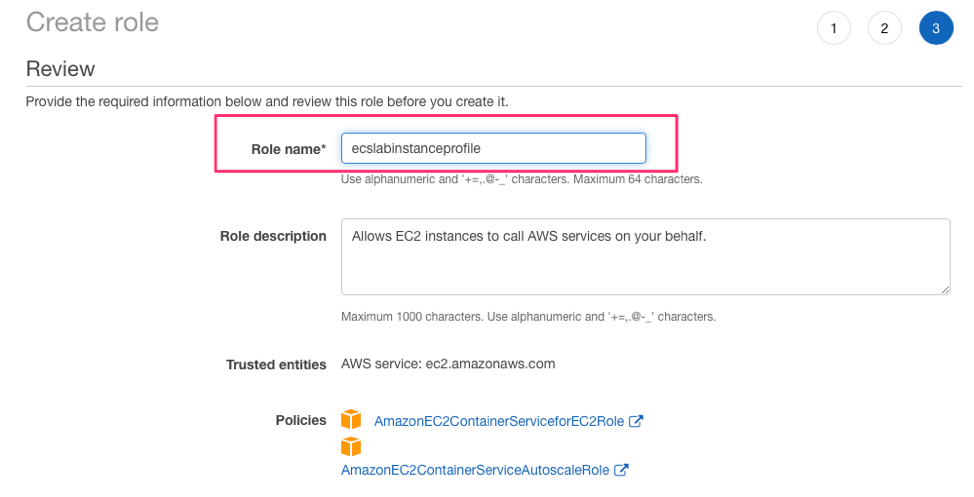 Create role
1 2 3
Review
Provide the required information below and review this role before you create it.
Role name* ecslabinstanceprofile
Use alphanumeric and '+=,.@-_' characters. Maximum 64 characters.
Role description Allows EC2 instances to call AWS services on your behalf.
Maximum 1000 characters. Use alphanumeric and '+=,.@-_' characters.
Trusted entities AWS service: ec2.amazonaws.com
Policies AmazonEC2ContainerServiceforEC2Role
AmazonEC2ContainerServiceAutoscaleRole